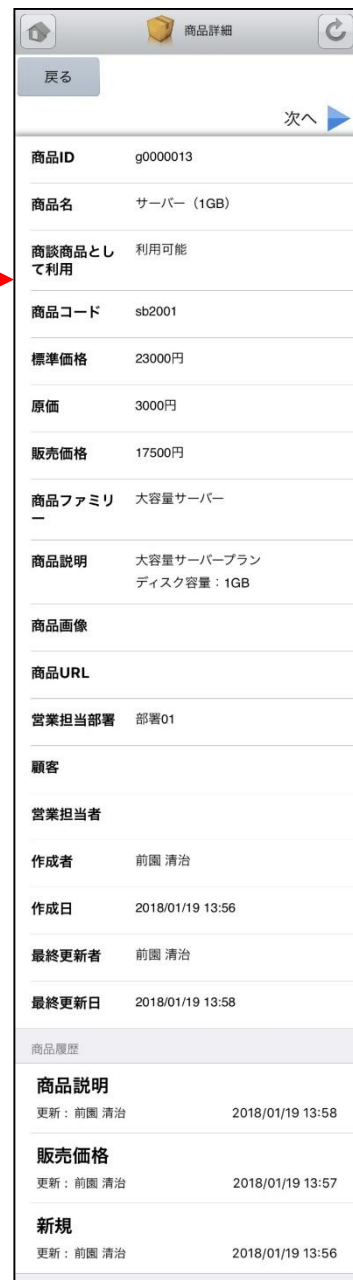 商品詳細
戻る
次へ
商品ID g0000013
商品名 サーバー（1GB）
商談商品とし 利用可能
て利用
商品コード sb2001
標準価格 23000円
原価 3000円
販売価格 17500円
商品ファミリ 大容量サーバー
ー
商品説明 大容量サーバープラン
ディスク容量：1GB
商品画像
商品URL
営業担当部署 部署01
顧客
営業担当者
作成者 前園 清治
作成日 2018/01/19 13:56
最終更新者 前園 清治
最終更新日 2018/01/19 13:58
商品履歴
商品説明
更新： 前園 清治 2018/01/19 13:58
販売価格
更新： 前園 清治 2018/01/19 13:57
新規
更新： 前園 清治 2018/01/19 13:56